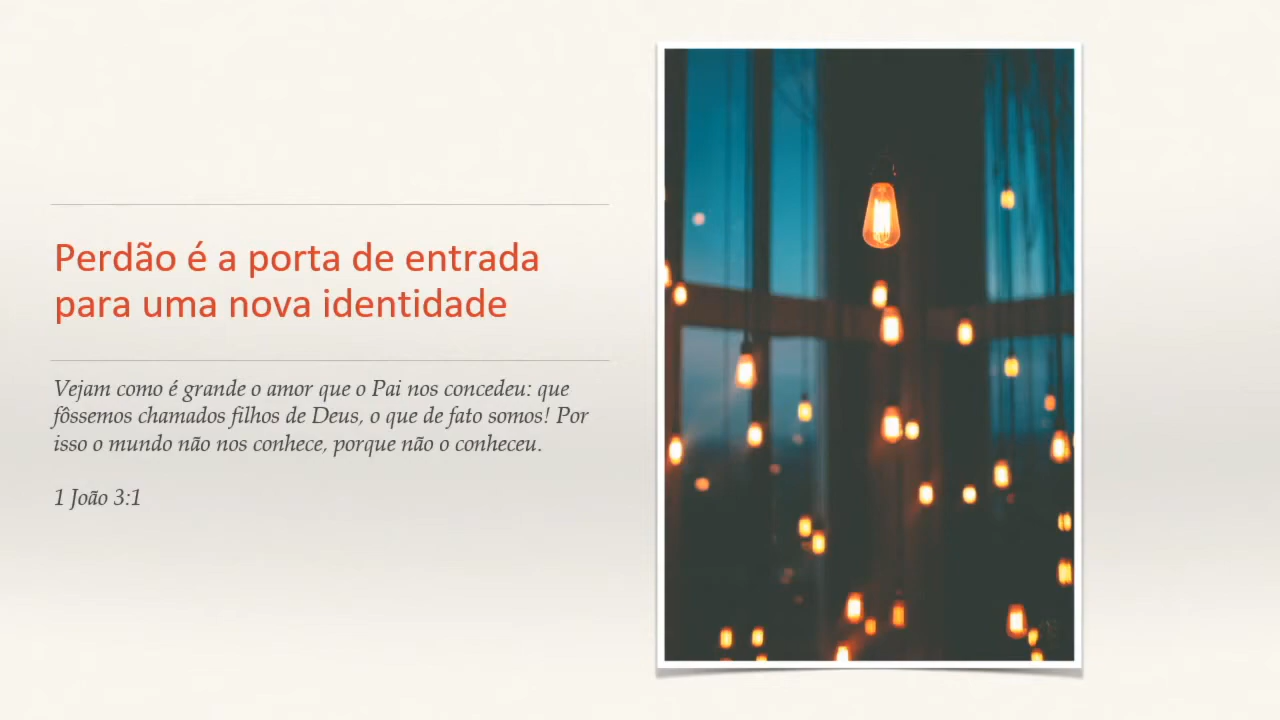 Perdão é a porta de entrada
para uma nova identidade
Vejam como é grande o amor que o Pai nos concedeu: que
fôssemos chamados filhos de Deus, o que de fato somos! Por
isso o mundo não nos conhece, porque não o conheceu.
1 João 3:1